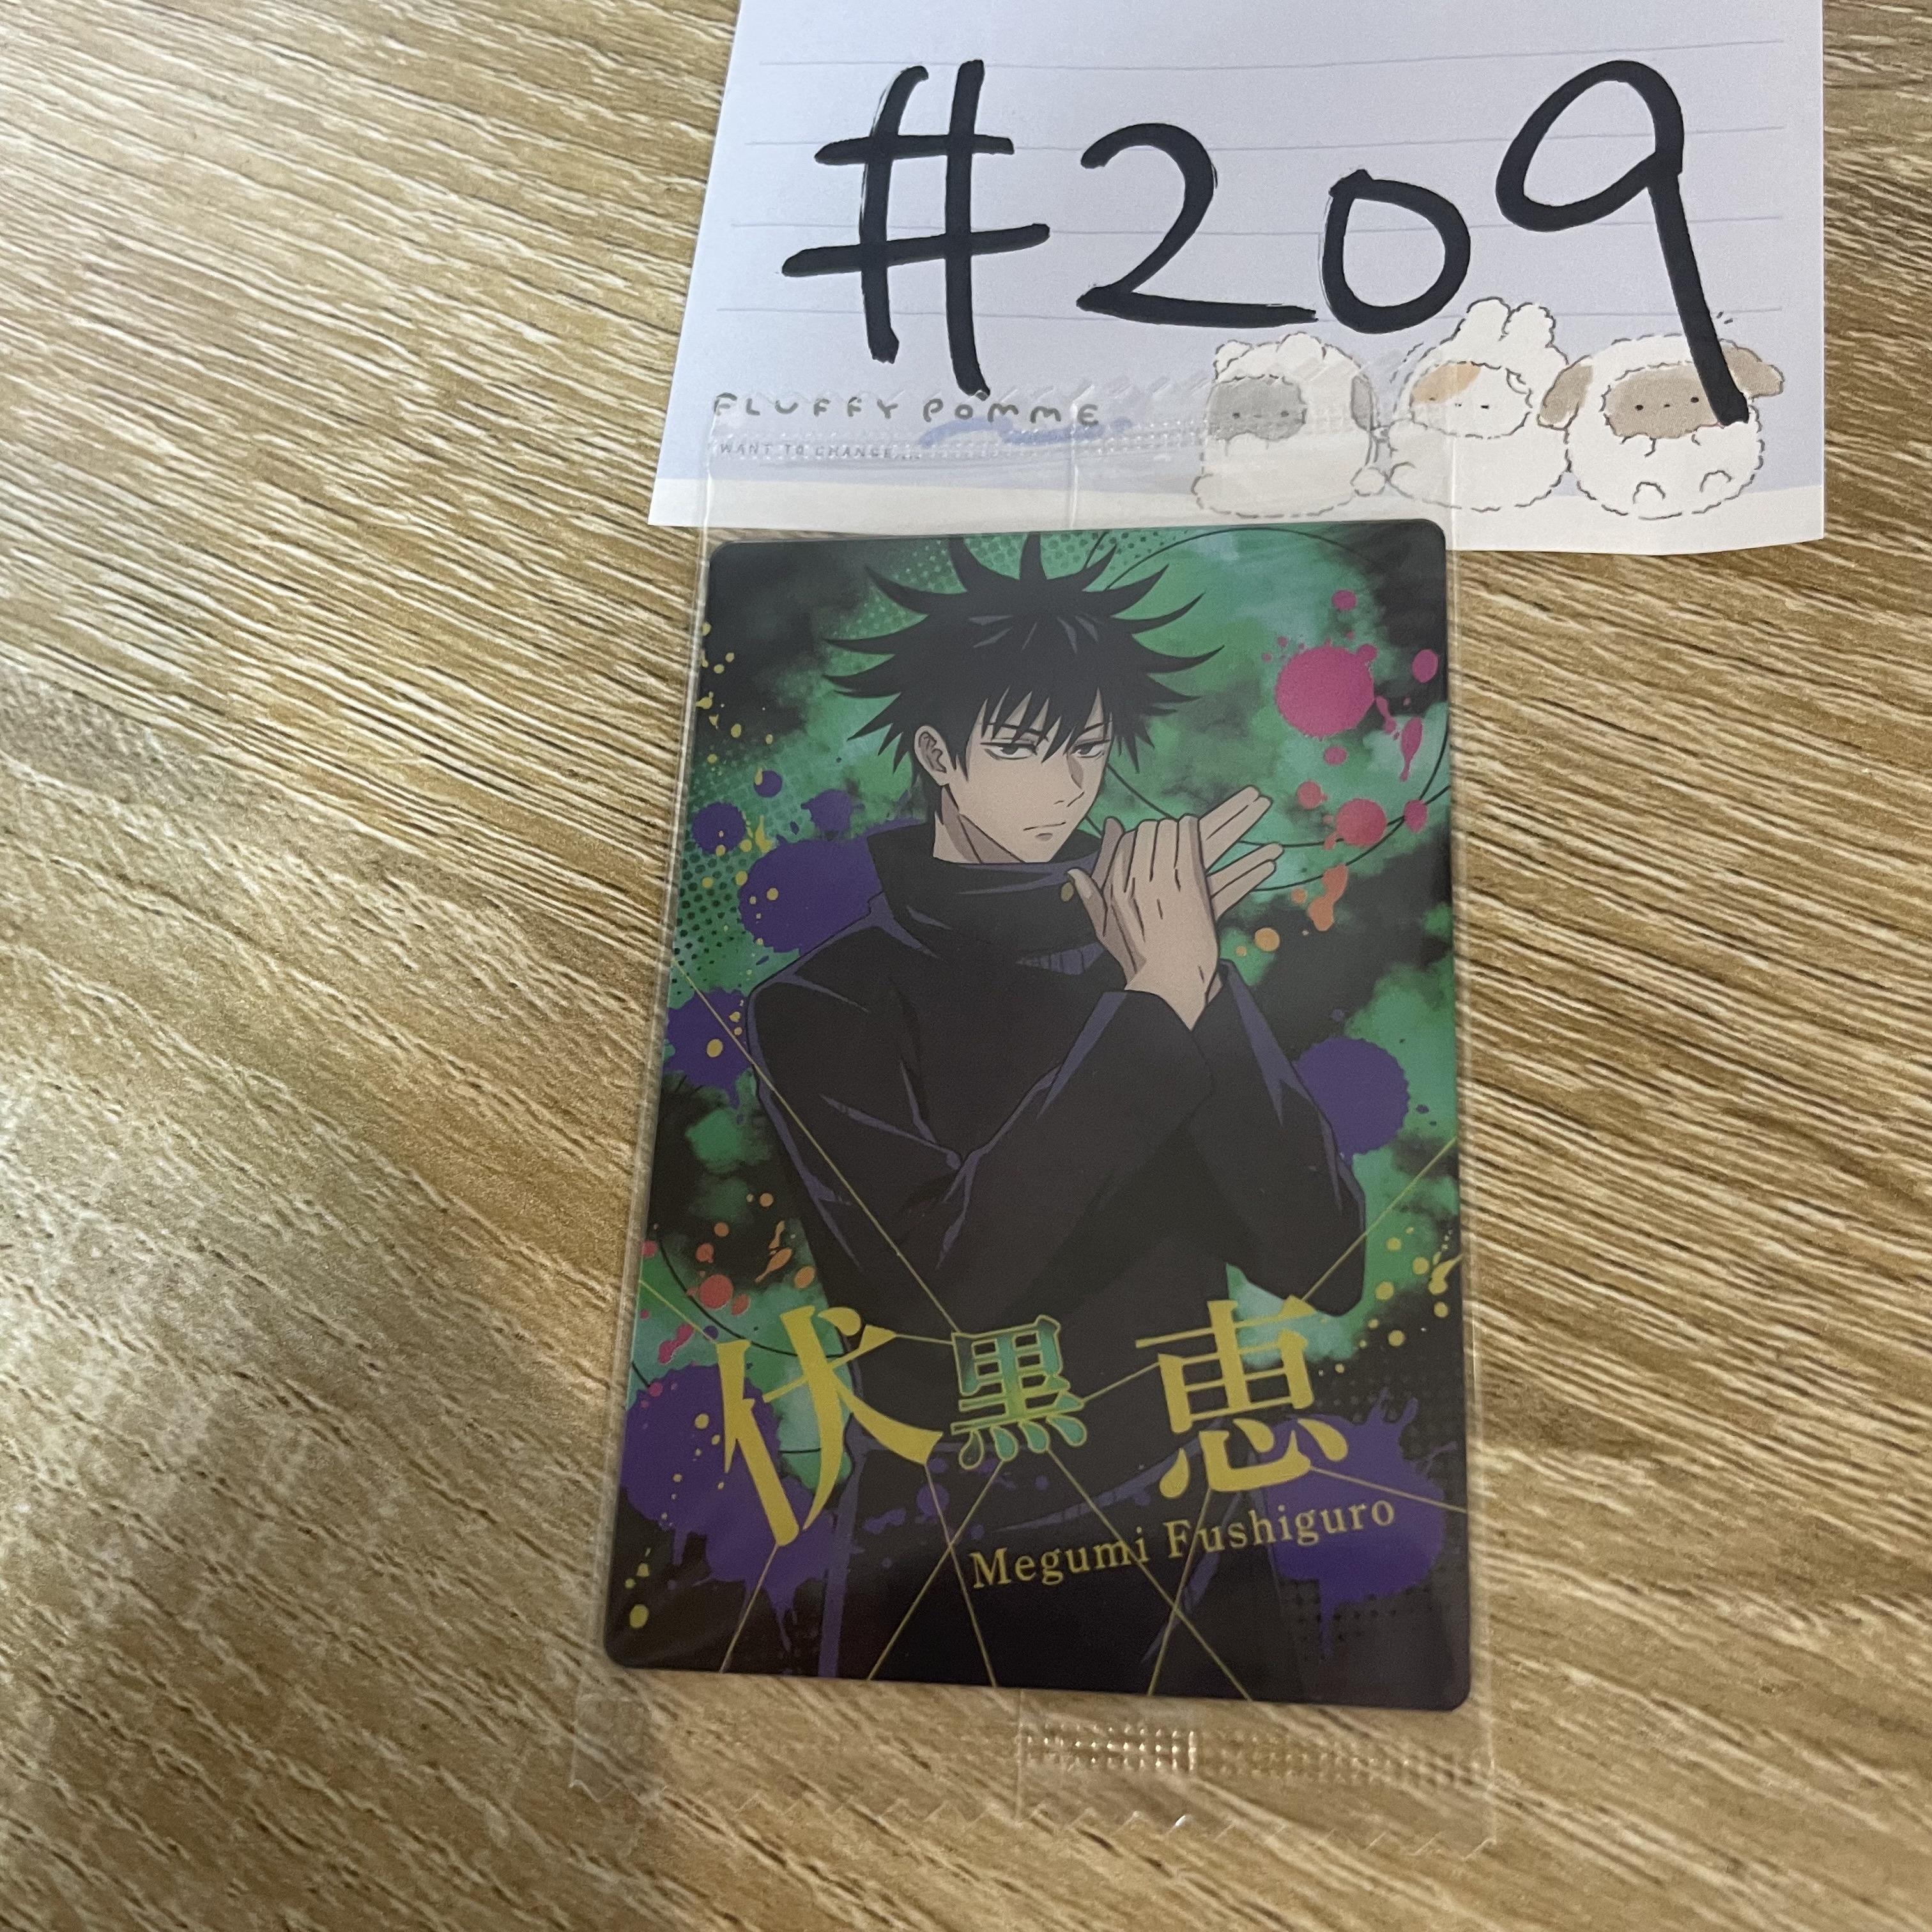 #209
FLUFFY POMME
WANT TO CHANGE...
伏黒 恵
Megumi Fushiguro